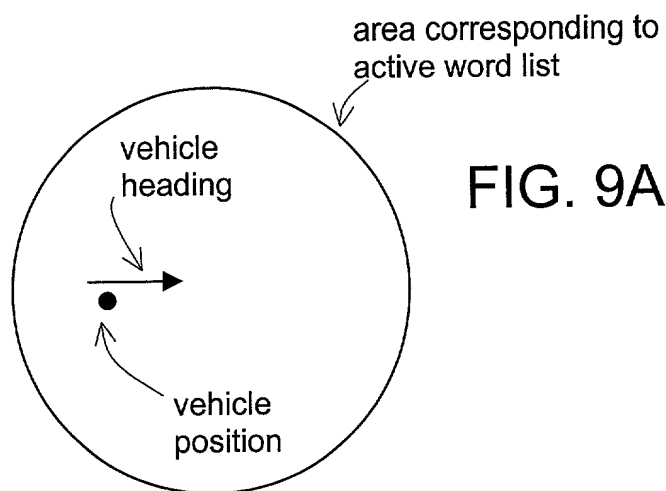 area corresponding to
active word list
vehicle
heading
FIG. 9A
vehicle
position